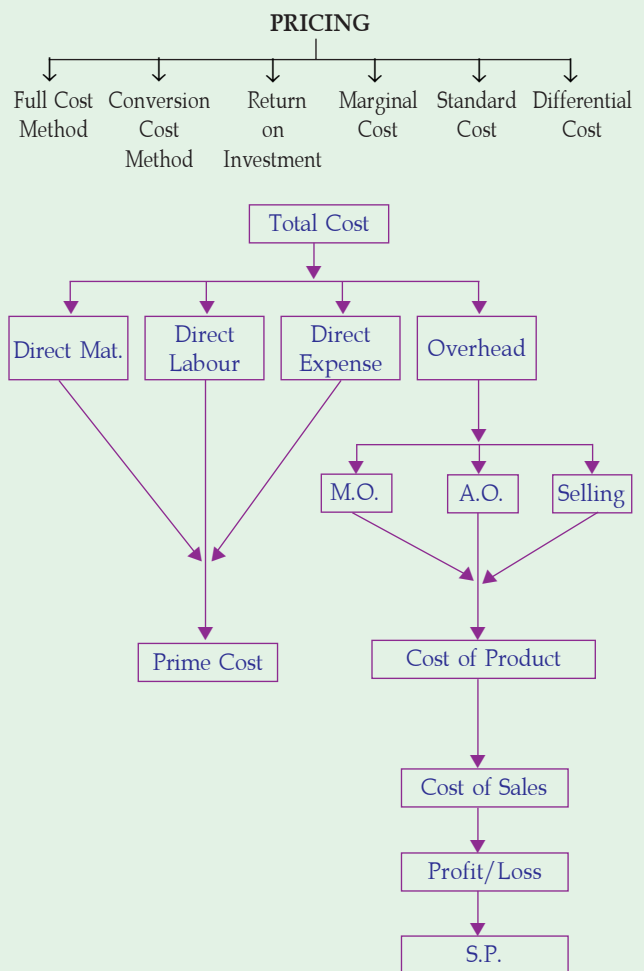 PRICING
Full Cost Conversion Return Marginal Standard Differential
Method Cost on Cost Cost Cost
Method Investment
Total Cost
Direct Mat.
Direct
Labour
Direct
Expense
Overhead
M.O.
A.O.
Selling
Prime Cost
Cost of Product
Cost of Sales
Profit/Loss
S.P.